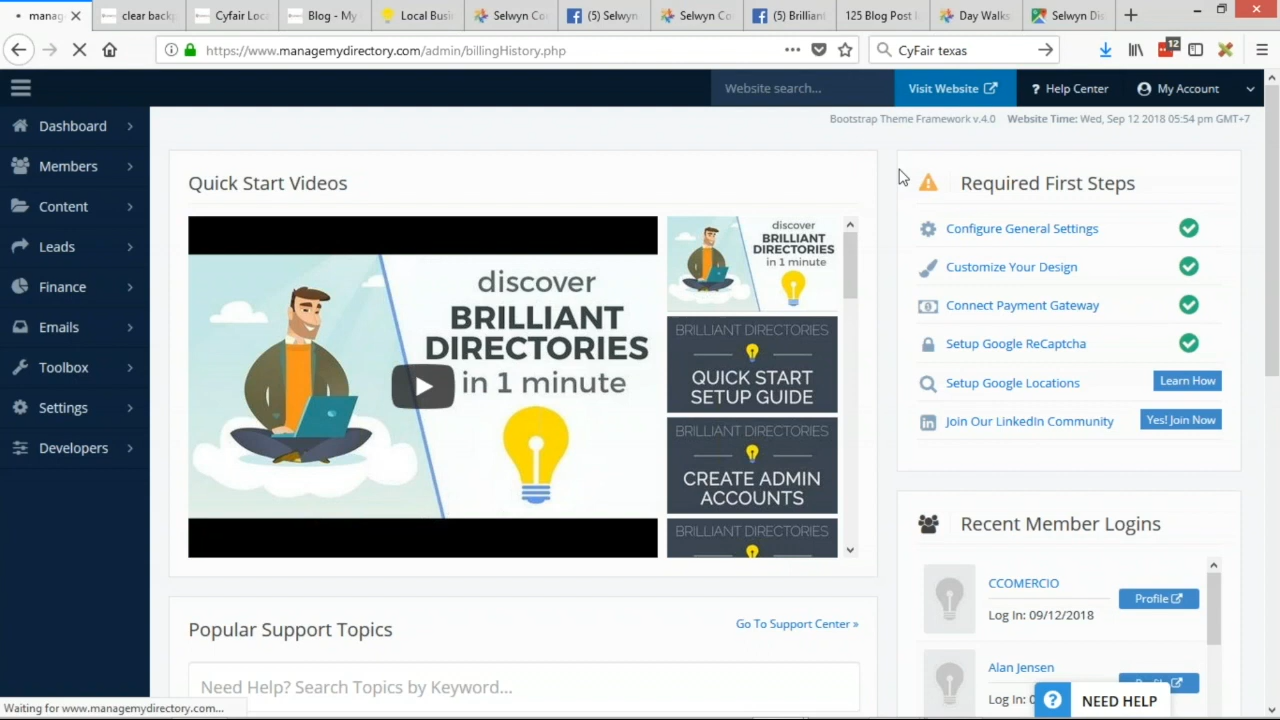 manag
clear back
Cyfair Loca
Blog - My
Local Busi
Selwyn Co
(5) Selwyn
Selwyn Co
(5) Brilliant
125 Blog Post I
Day Walks
Selwyn Dis
https://www.managemydirectory.com/admin/billingHistory.php
CyFair texas
12
Website search...
Visit Website
? Help Center
My Account
Bootstrap Theme Framework v.4.0 Website Time: Wed, Sep 12 2018 05:54 pm GMT+7
Dashboard
Members
Content
Leads
Finance
Emails
Toolbox
Settings
Developers
Quick Start Videos
discover
BRILLIANT
DIRECTORIES
in 1 minute
discover
BRILLIANT
DIRECTORIES
in 1 minute
BRILLIANT DIRECTORIES
QUICK START
SETUP GUIDE
BRILLIANT DIRECTORIES
CREATE ADMIN
ACCOUNTS
BRILLIANT DIRECTORIES
Required First Steps
Configure General Settings
Customize Your Design
Connect Payment Gateway
Setup Google ReCaptcha
Setup Google Locations
Learn How
Join Our LinkedIn Community
Yes! Join Now
Recent Member Logins
CCOMERCIO
Profile
Log In: 09/12/2018
Alan Jensen
Profile
Log In: 0
Popular Support Topics
Go To Support Center »
Need Help? Search Topics by Keyword...
Waiting for www.managemydirectory.com...
? NEED HELP